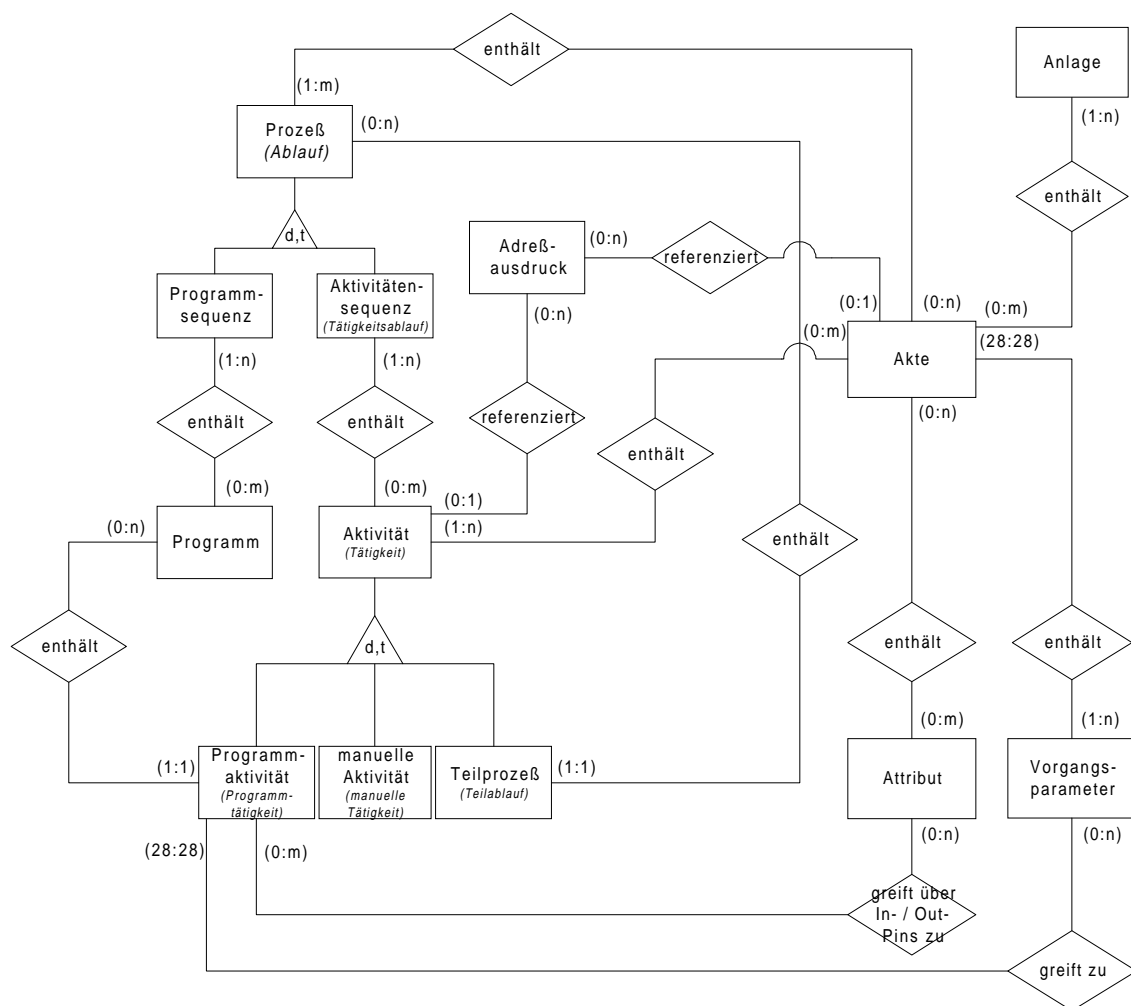 enthält
Anlage
(1:m)
(1:n)
Prozeß
(Ablauf)
(0:n)
enthält
d,t
Adreß-
ausdruck
(0:n)
referenziert
Programm-
sequenz
Aktivitäten-
sequenz
(Tätigkeitsablauf)
(0:1)
(0:n)
(0:m)
(0:n)
(0:m)
(28:28)
(1:n)
(1:n)
Akte
enthält
enthält
referenziert
(0:n)
enthält
(0:m)
(0:m)
(0:1)
(0:n)
(1:n)
Programm
Aktivität
(Tätigkeit)
enthält
enthält
d,t
enthält
enthält
(0:m)
(1:n)
(1:1)
Programm-
aktivität
(Programm-
tätigkeit)
manuelle
Aktivität
(manuelle
Tätigkeit)
Teilprozeß
(Teilablauf)
(1:1)
Attribut
Vorgangs-
parameter
(28:28)
(0:m)
(0:n)
(0:n)
greift über
In- / Out-
Pins zu
greift zu